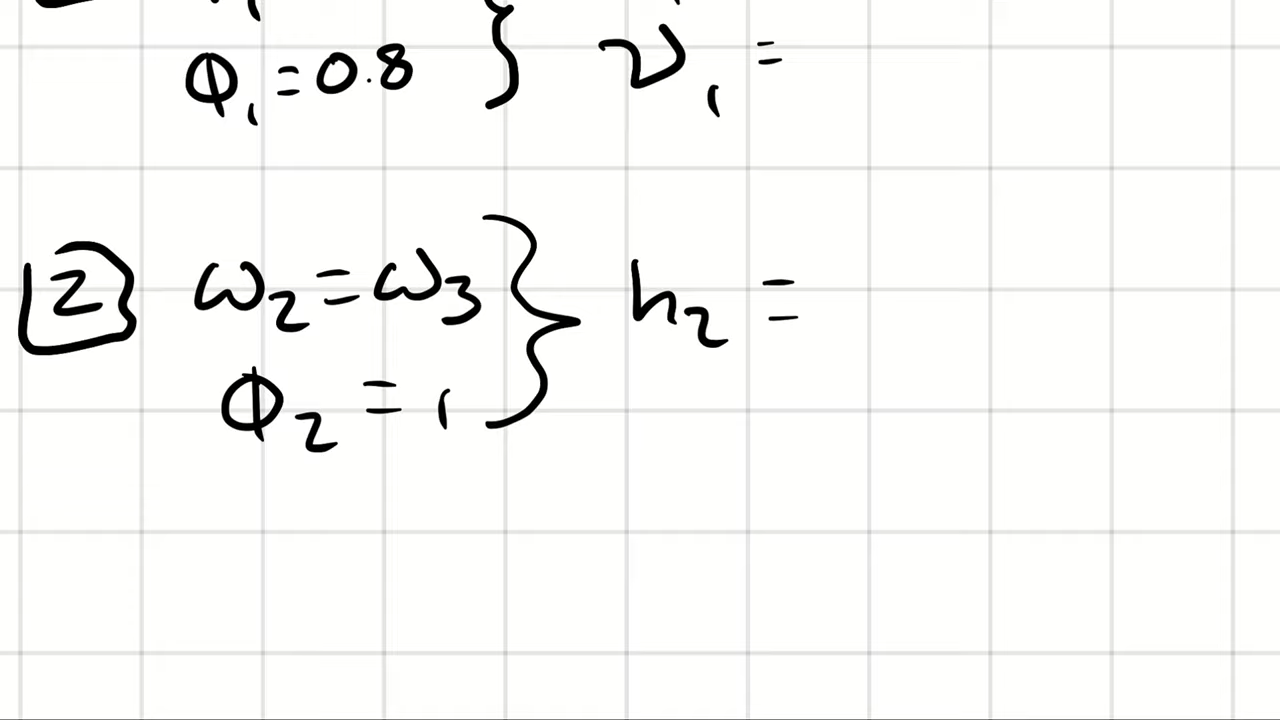 ϕ₁ = 0.8 } ν₁ =
[2] ω₂ = ω₃ } h₂ =
ϕ₂ = 1